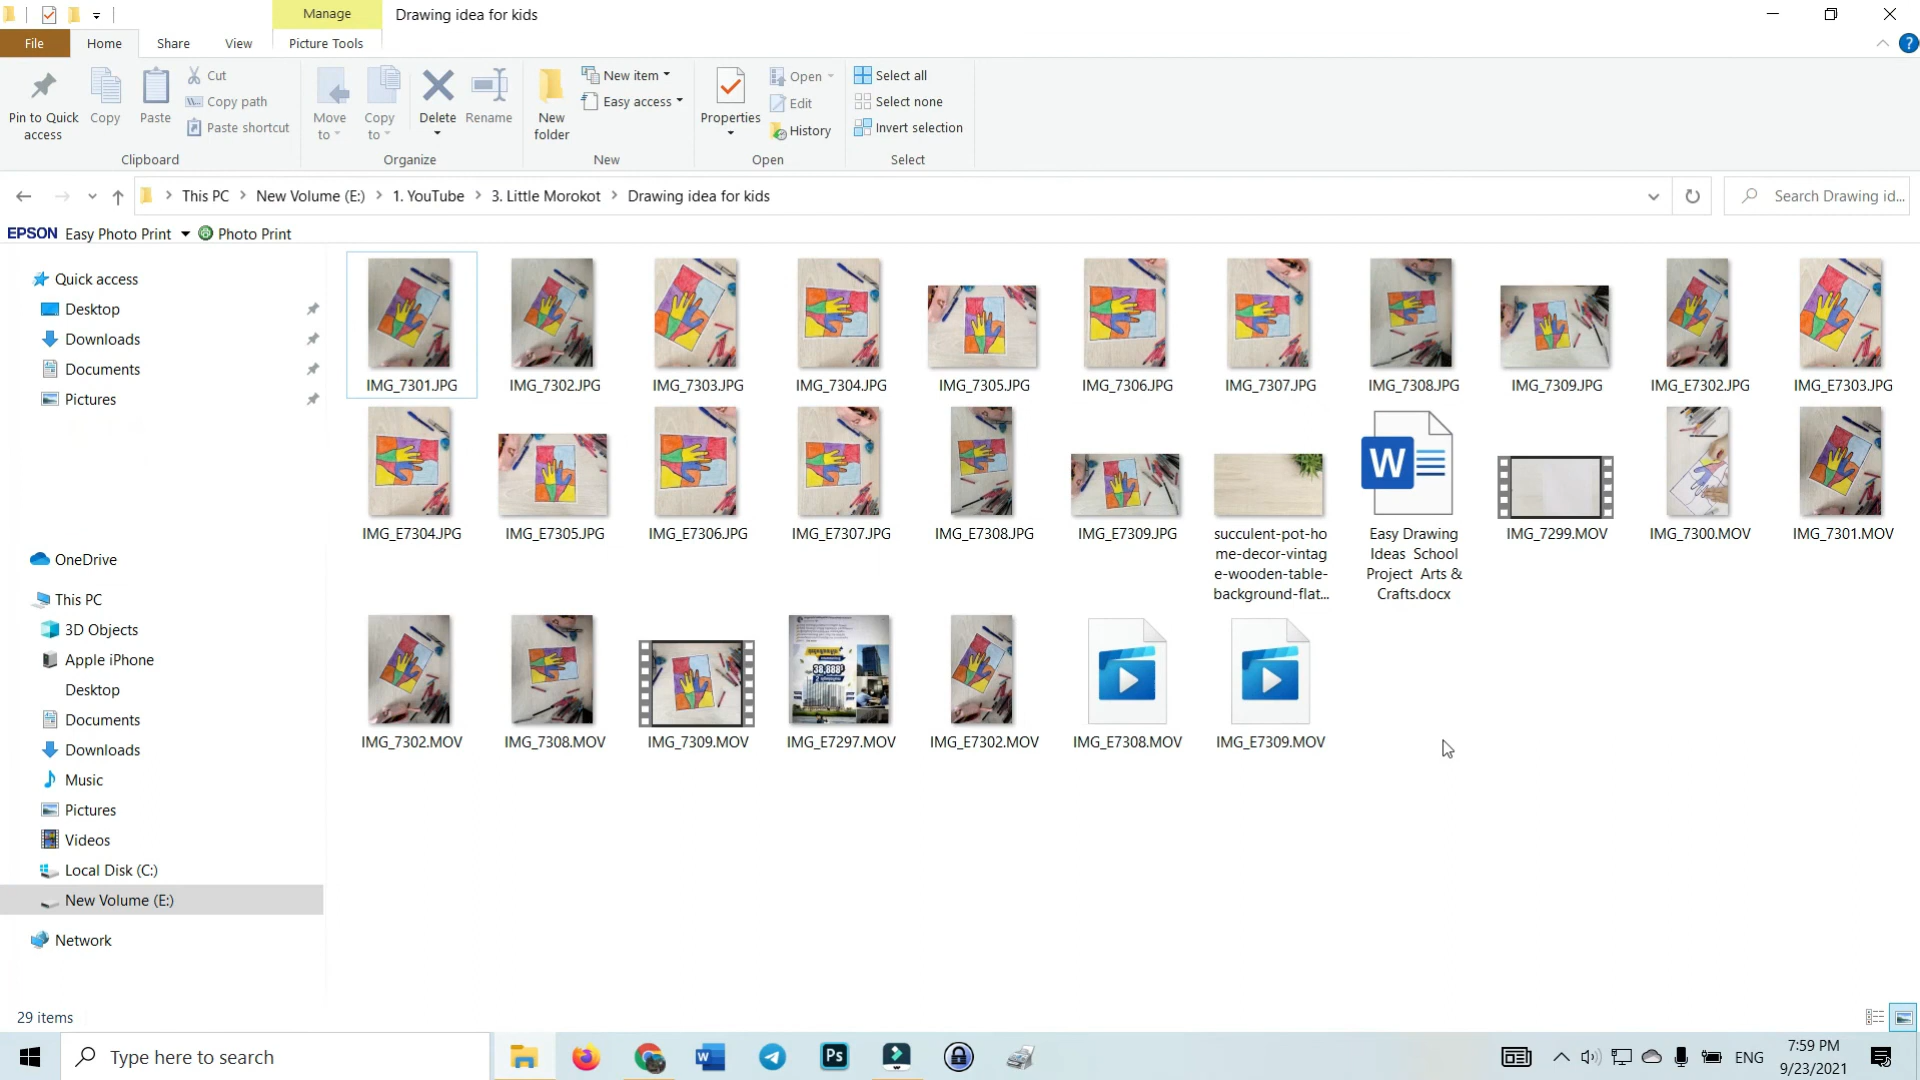 Manage
Drawing idea for kids
File
Home
Share
View
Picture Tools
Pin to Quick access
Copy
Paste
Cut
Copy path
Paste shortcut
Clipboard
Move to
Copy to
Delete
Rename
Organize
New folder
New item
Easy access
New
Properties
Open
Edit
History
Open
Select all
Select none
Invert selection
Select
This PC > New Volume (E:) > 1. YouTube > 3. Little Morokot > Drawing idea for kids
Search Drawing id...
EPSON Easy Photo Print Photo Print
Quick access
Desktop
Downloads
Documents
Pictures
OneDrive
This PC
3D Objects
Apple iPhone
Desktop
Documents
Downloads
Music
Pictures
Videos
Local Disk (C:)
New Volume (E:)
Network
IMG_7301.JPG
IMG_7302.JPG
IMG_7303.JPG
IMG_7304.JPG
IMG_7305.JPG
IMG_7306.JPG
IMG_7307.JPG
IMG_7308.JPG
IMG_7309.JPG
IMG_E7302.JPG
IMG_E7303.JPG
IMG_E7304.JPG
IMG_E7305.JPG
IMG_E7306.JPG
IMG_E7307.JPG
IMG_E7308.JPG
IMG_E7309.JPG
succulent-pot-ho
me-decor-vintag
e-wooden-table-
background-flat...
W
Easy Drawing
Ideas School
Project Arts &
Crafts.docx
IMG_7299.MOV
IMG_7300.MOV
IMG_7301.MOV
IMG_7302.MOV
IMG_7308.MOV
IMG_7309.MOV
IMG_E7297.MOV
IMG_E7302.MOV
IMG_E7308.MOV
IMG_E7309.MOV
29 items
Type here to search
W
Ps
ENG
7:59 PM
9/23/2021